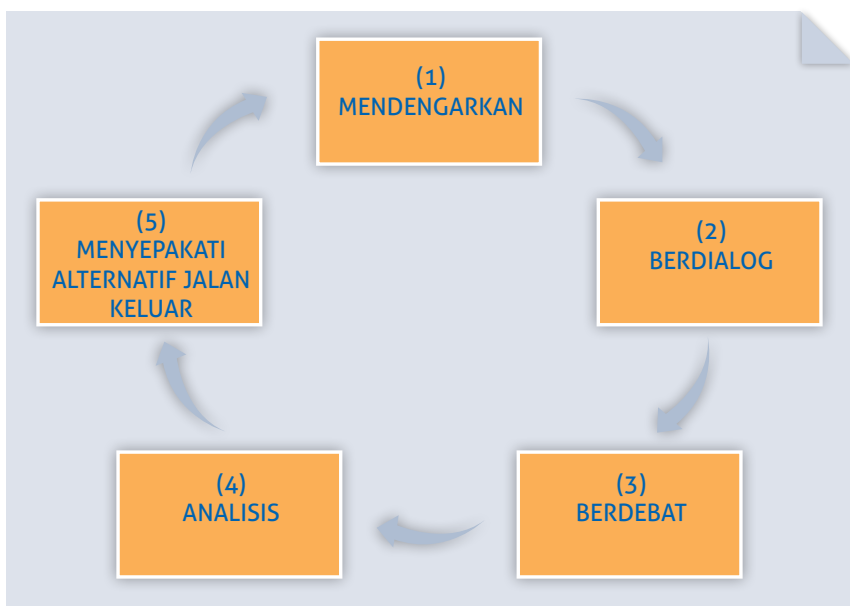 (1)
MENDENGARKAN
(2)
BERDIALOG
(3)
BERDEBAT
(4)
ANALISIS
(5)
MENYEPAKATI
ALTERNATIF JALAN
KELUAR